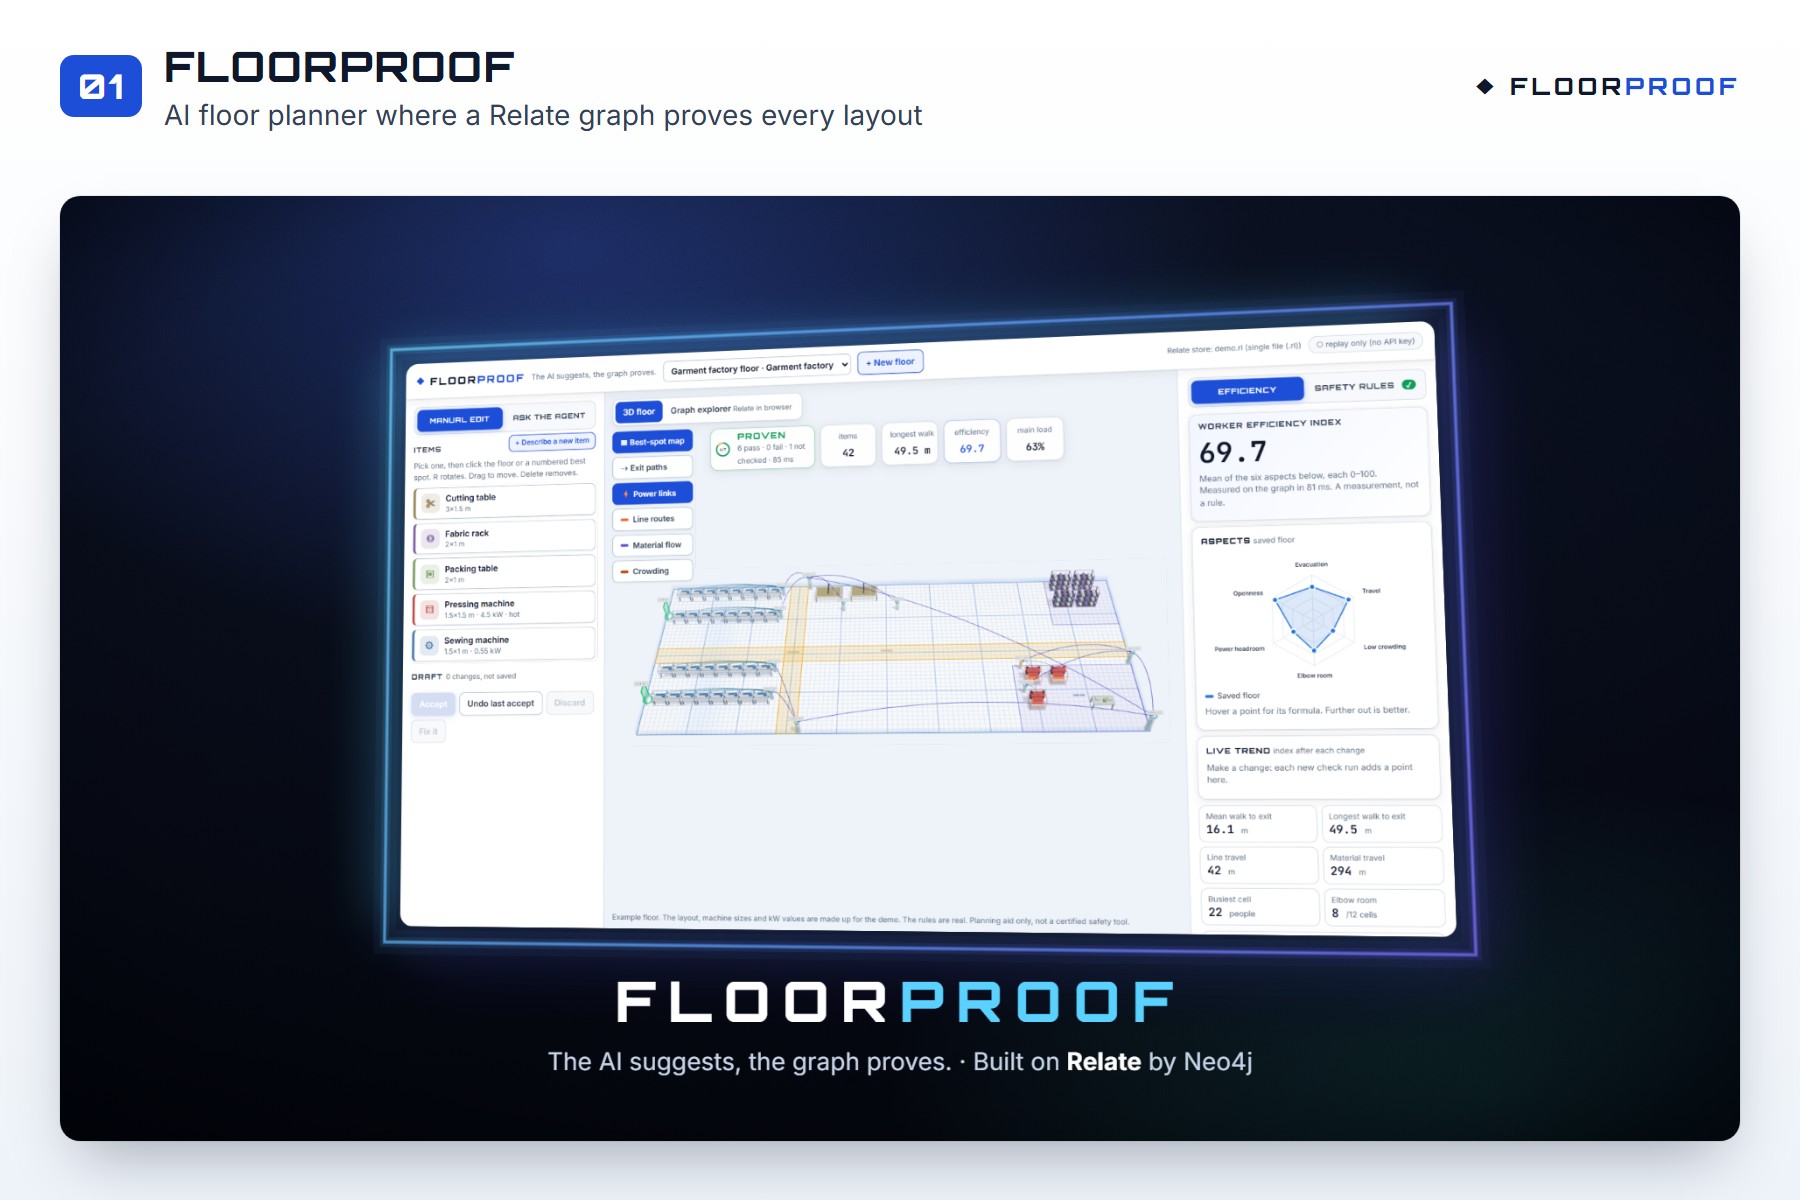 01
FLOORPROOF
AI floor planner where a Relate graph proves every layout
FLOORPROOF
FLOORPROOF
The AI suggests, the graph proves.
Garment factory floor · Garment factory
+ New floor
Relate store: demo.rl (single file (.rl))
replay only (no API key)
MANUAL EDIT
ASK THE AGENT
ITEMS
+ Describe a new item
Pick one, then click the floor or a numbered best
spot. R rotates. Drag to move. Delete removes.
Cutting table
3×1.5 m
Fabric rack
2×1 m
Packing table
2×1 m
Pressing machine
1.5×1.5 m · 4.5 kW · hot
Sewing machine
1.5×1 m · 0.55 kW
DRAFT 0 changes, not saved
Accept
Undo last accept
Discard
Fix it
3D floor
Graph explorer Relate in browser
Best-spot map
Exit paths
Power links
Line routes
Material flow
Crowding
PROVEN
6 pass · 0 fail · 1 not
checked · 85 ms
items
42
longest walk
49.5 m
efficiency
69.7
main load
63%
Example floor. The layout, machine sizes and kW values are made up for the demo. The rules are real. Planning aid only, not a certified safety tool.
EFFICIENCY
SAFETY RULES
WORKER EFFICIENCY INDEX
69.7
Mean of the six aspects below, each 0–100.
Measured on the graph in 81 ms. A measurement, not
a rule.
ASPECTS saved floor
Evacuation
Openness
Travel
Power headroom
Low crowding
Elbow room
Saved floor
Hover a point for its formula. Further out is better.
LIVE TREND index after each change
Make a change: each new check run adds a point
here.
Mean walk to exit
16.1 m
Longest walk to exit
49.5 m
Line travel
42 m
Material travel
294 m
Busiest cell
22 people
Elbow room
8 /12 cells
FLOORPROOF
The AI suggests, the graph proves. · Built on Relate by Neo4j